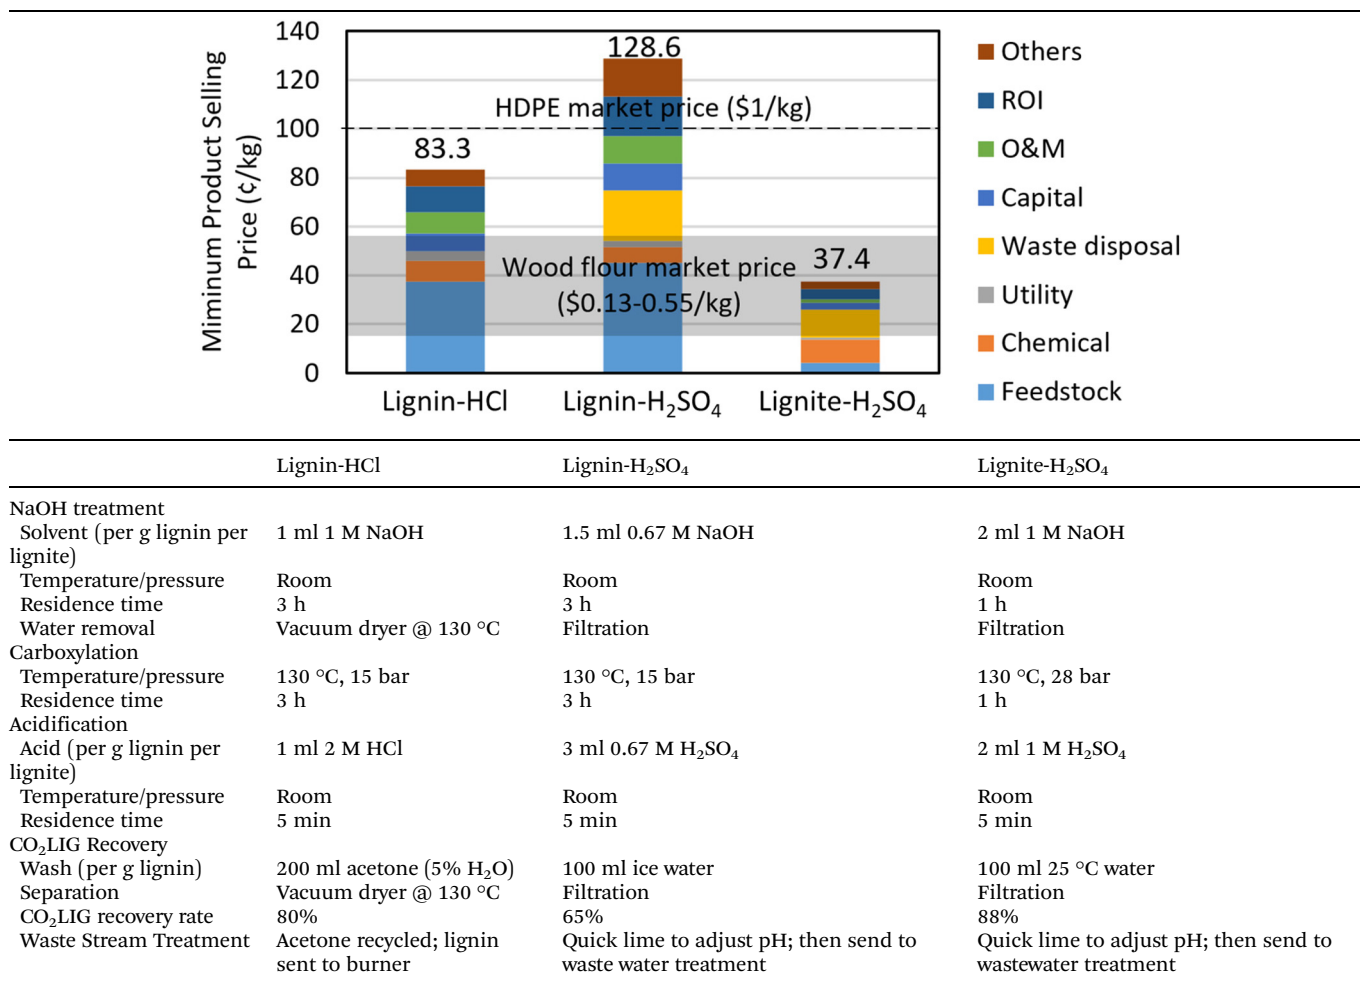 Miminum Product Selling
Price (¢/kg)
140
120
100
80
60
40
20
0
83.3
128.6
37.4
HDPE market price ($1/kg)
Wood flour market price
($0.13-0.55/kg)
Lignin-HCl
Lignin-H₂SO₄
Lignite-H₂SO₄
Others
ROI
O&M
Capital
Waste disposal
Utility
Chemical
Feedstock
Lignin-HCl Lignin-H₂SO₄ Lignite-H₂SO₄
NaOH treatment
Solvent (per g lignin per 1 ml 1 M NaOH 1.5 ml 0.67 M NaOH 2 ml 1 M NaOH
lignite)
Temperature/pressure Room Room Room
Residence time 3 h 3 h 1 h
Water removal Vacuum dryer @ 130 °C Filtration Filtration
Carboxylation
Temperature/pressure 130 °C, 15 bar 130 °C, 15 bar 130 °C, 28 bar
Residence time 3 h 3 h 1 h
Acidification
Acid (per g lignin per 1 ml 2 M HCl 3 ml 0.67 M H₂SO₄ 2 ml 1 M H₂SO₄
lignite)
Temperature/pressure Room Room Room
Residence time 5 min 5 min 5 min
CO₂LIG Recovery
Wash (per g lignin) 200 ml acetone (5% H₂O) 100 ml ice water 100 ml 25 °C water
Separation Vacuum dryer @ 130 °C Filtration Filtration
CO₂LIG recovery rate 80% 65% 88%
Waste Stream Treatment Acetone recycled; lignin Quick lime to adjust pH; then send to Quick lime to adjust pH; then send to
sent to burner waste water treatment wastewater treatment